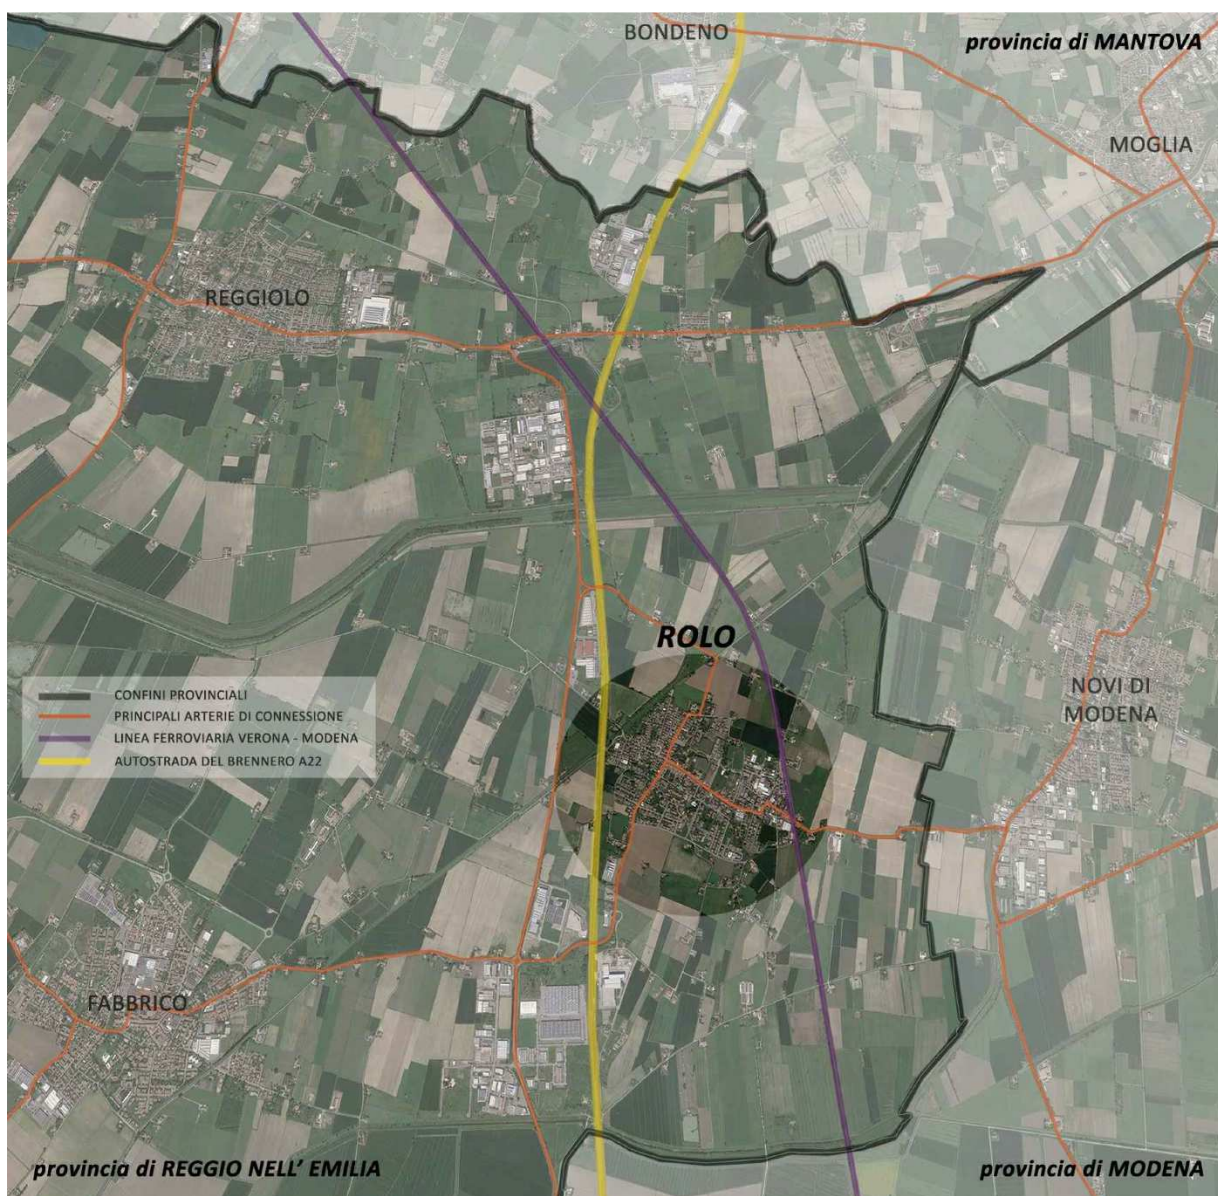 BONDENO
provincia di MANTOVA
MOGLIA
REGGIOLO
ROLO
CONFINI PROVINCIALI
PRINCIPALI ARTERIE DI CONNESSIONE
LINEA FERROVIARIA VERONA - MODENA
AUTOSTRADA DEL BRENNERO A22
NOVI DI
MODENA
FABBRICO
provincia di REGGIO NELL' EMILIA
provincia di MODENA